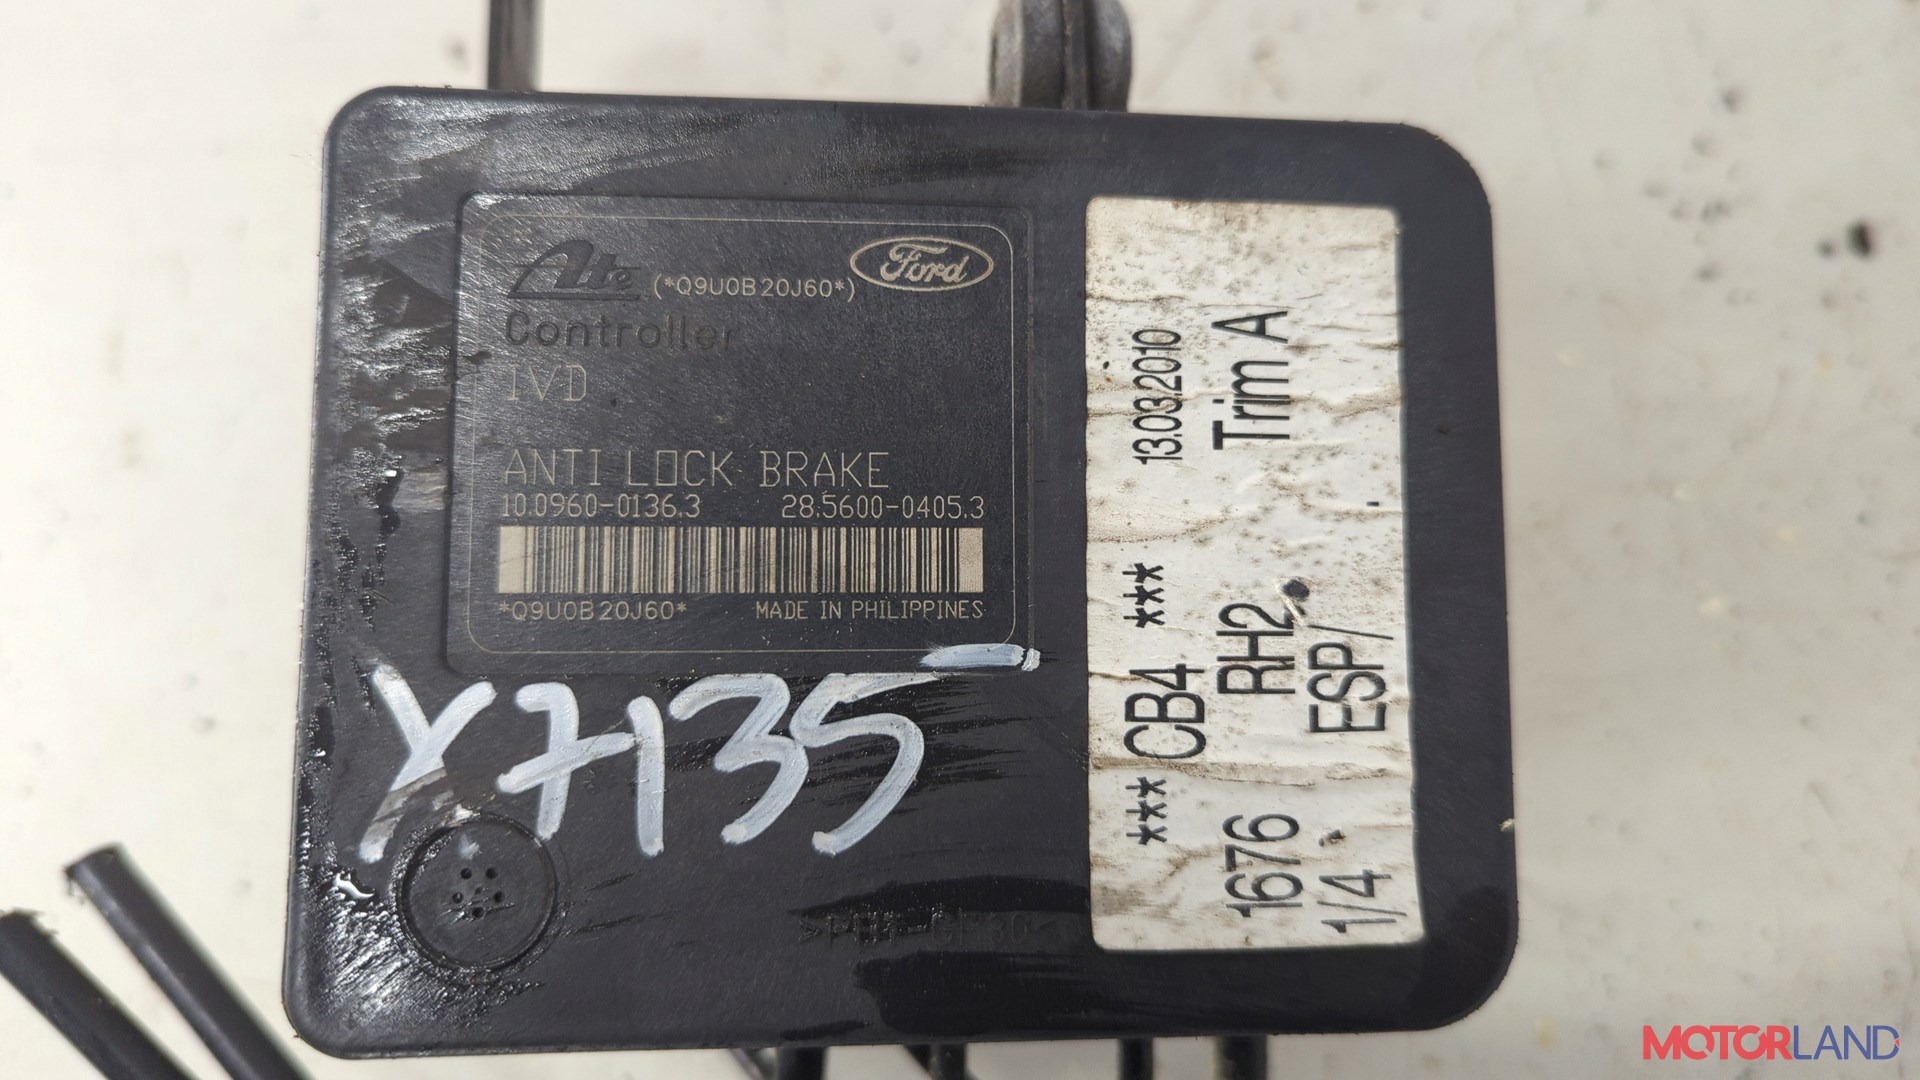 Ate (*Q9U0B20J60*) Ford
Controller
IVD
ANTI LOCK BRAKE
10.0960-0136.3 28.5600-0405.3
*Q9U0B20J60* MADE IN PHILIPPINES
X7135
***CB4 *** 13.03.2010
1676 RH2 Trim A
1/4 ESP/
MOTORLAND